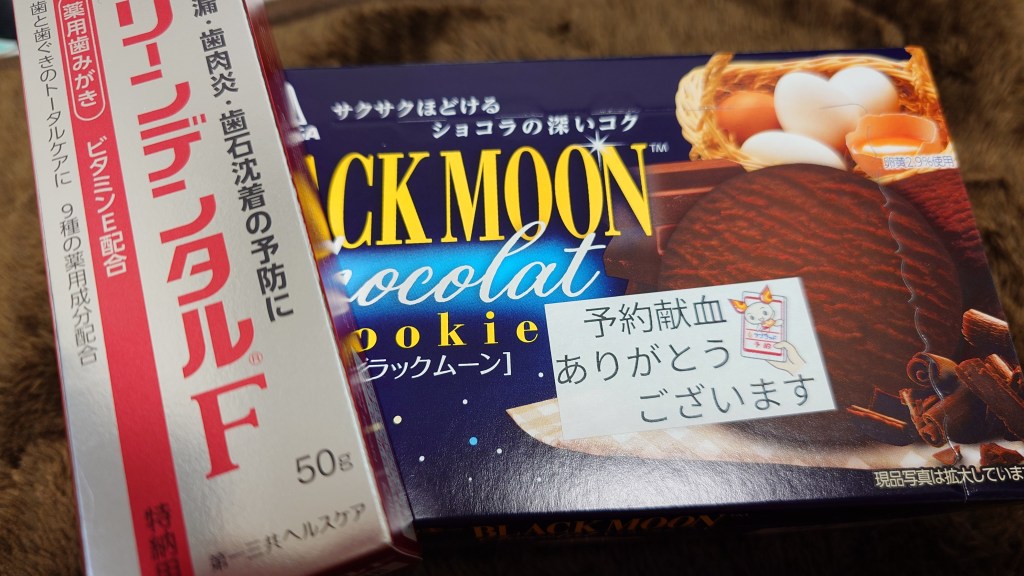 漏・歯肉炎・歯石沈着の予防に
リーンデンタル®F
薬用歯みがき
ビタミンE配合
歯と歯ぐきのトータルケアに 9種の薬用成分配合
50g
特納用
第一三共ヘルスケア
サクサクほどける
ショコラの深いコク
ACK MOON™
ocolat
ookie
ラックムーン]
卵黄2.9%使用
予約献血
ありがとう
ございます
現品写真は拡大していま
BLACK MOON